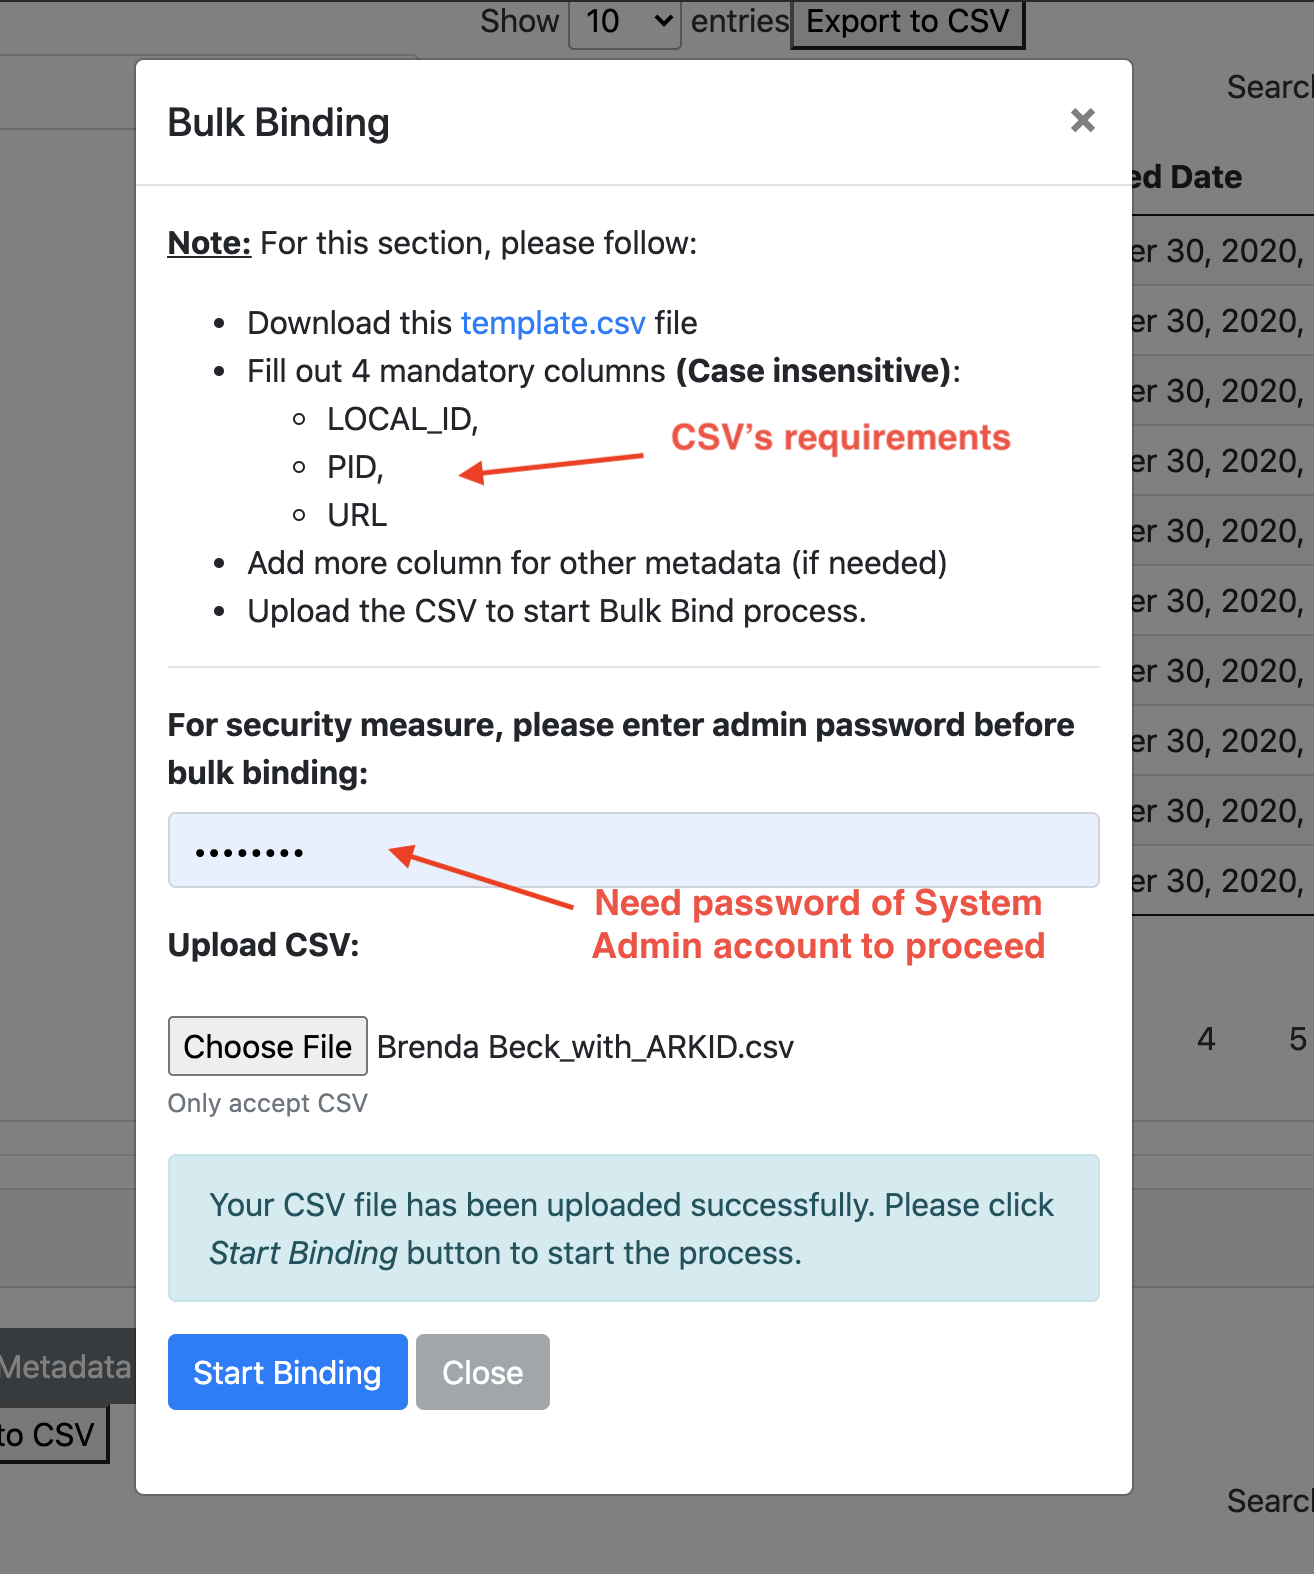 Show 10 entries Export to CSV
Search
Bulk Binding ×
ed Date
Note: For this section, please follow:
er 30, 2020,
Download this template.csv file
er 30, 2020,
Fill out 4 mandatory columns (Case insensitive):
er 30, 2020,
LOCAL_ID,
CSV's requirements
PID,
er 30, 2020,
URL
er 30, 2020,
Add more column for other metadata (if needed)
Upload the CSV to start Bulk Bind process.
er 30, 2020,
er 30, 2020,
For security measure, please enter admin password before
er 30, 2020,
bulk binding:
er 30, 2020,
er 30, 2020,
Need password of System
Admin account to proceed
Upload CSV:
Choose File Brenda Beck_with_ARKID.csv
4 5
Only accept CSV
Your CSV file has been uploaded successfully. Please click
Start Binding button to start the process.
Metadata
Start Binding Close
to CSV
Search